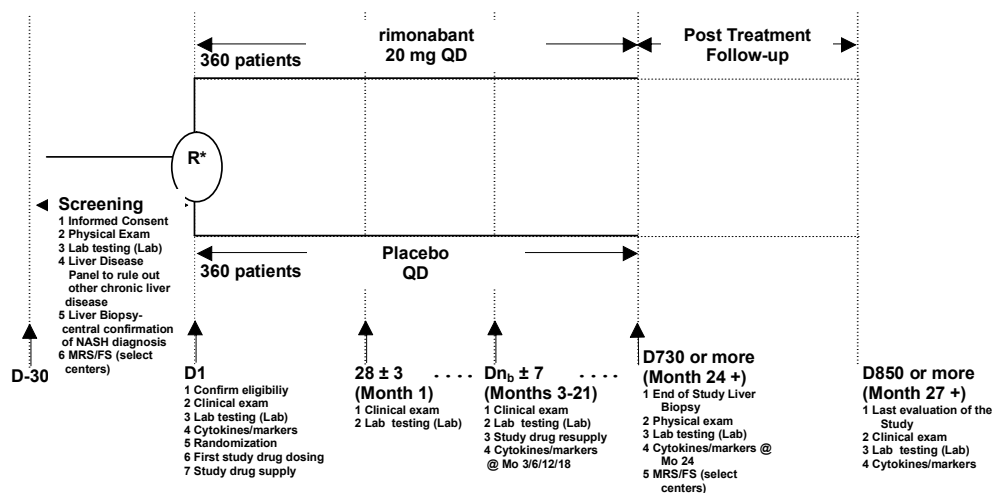 rimonabant
20 mg QD
Post Treatment
Follow-up
360 patients
R*
Screening
1 Informed Consent
2 Physical Exam
3 Lab testing (Lab)
4 Liver Disease
Panel to rule out
other chronic liver
disease
5 Liver Biopsy-
central confirmation
of NASH diagnosis
6 MRS/FS (select
centers)
Placebo
QD
360 patients
D-30
D1
1 Confirm eligibiliy
2 Clinical exam
3 Lab testing (Lab)
4 Cytokines/markers
5 Randomization
6 First study drug dosing
7 Study drug supply
28 ± 3
(Month 1)
1 Clinical exam
2 Lab testing (Lab)
. . . .
Dnb ± 7
(Months 3-21)
1 Clinical exam
2 Lab testing (Lab)
3 Study drug resupply
4 Cytokines/markers
@ Mo 3/6/12/18
. . . .
D730 or more
(Month 24 +)
1 End of Study Liver
Biopsy
2 Physical exam
3 Lab testing (Lab)
4 Cytokines/markers @
Mo 24
5 MRS/FS (select
centers)
D850 or more
(Month 27 +)
1 Last evaluation of the
Study
2 Clinical exam
3 Lab testing (Lab)
4 Cytokines/markers